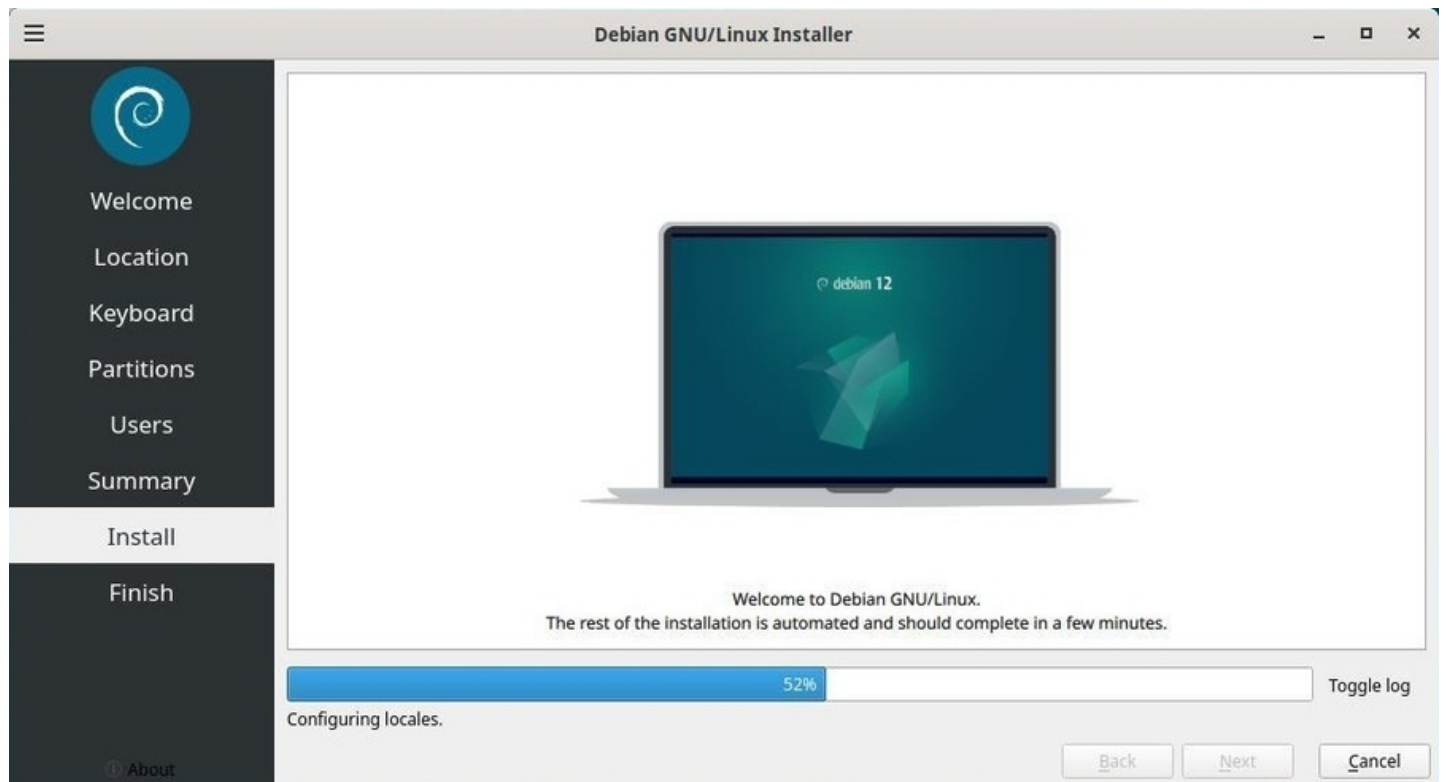 Debian GNU/Linux Installer
Welcome
Location
Keyboard
Partitions
Users
Summary
Install
Finish
About
debian 12
Welcome to Debian GNU/Linux.
The rest of the installation is automated and should complete in a few minutes.
52%
Toggle log
Configuring locales.
Back
Next
Cancel